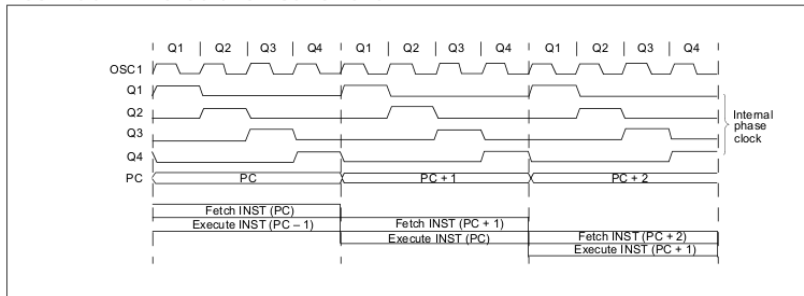 Q1 Q2 Q3 Q4 Q1 Q2 Q3 Q4 Q1 Q2 Q3 Q4
OSC1
Q1
Q2
Q3
Q4
Internal
phase
clock
PC PC PC + 1 PC + 2
Fetch INST (PC)
Execute INST (PC – 1) Fetch INST (PC + 1)
Execute INST (PC) Fetch INST (PC + 2)
Execute INST (PC + 1)